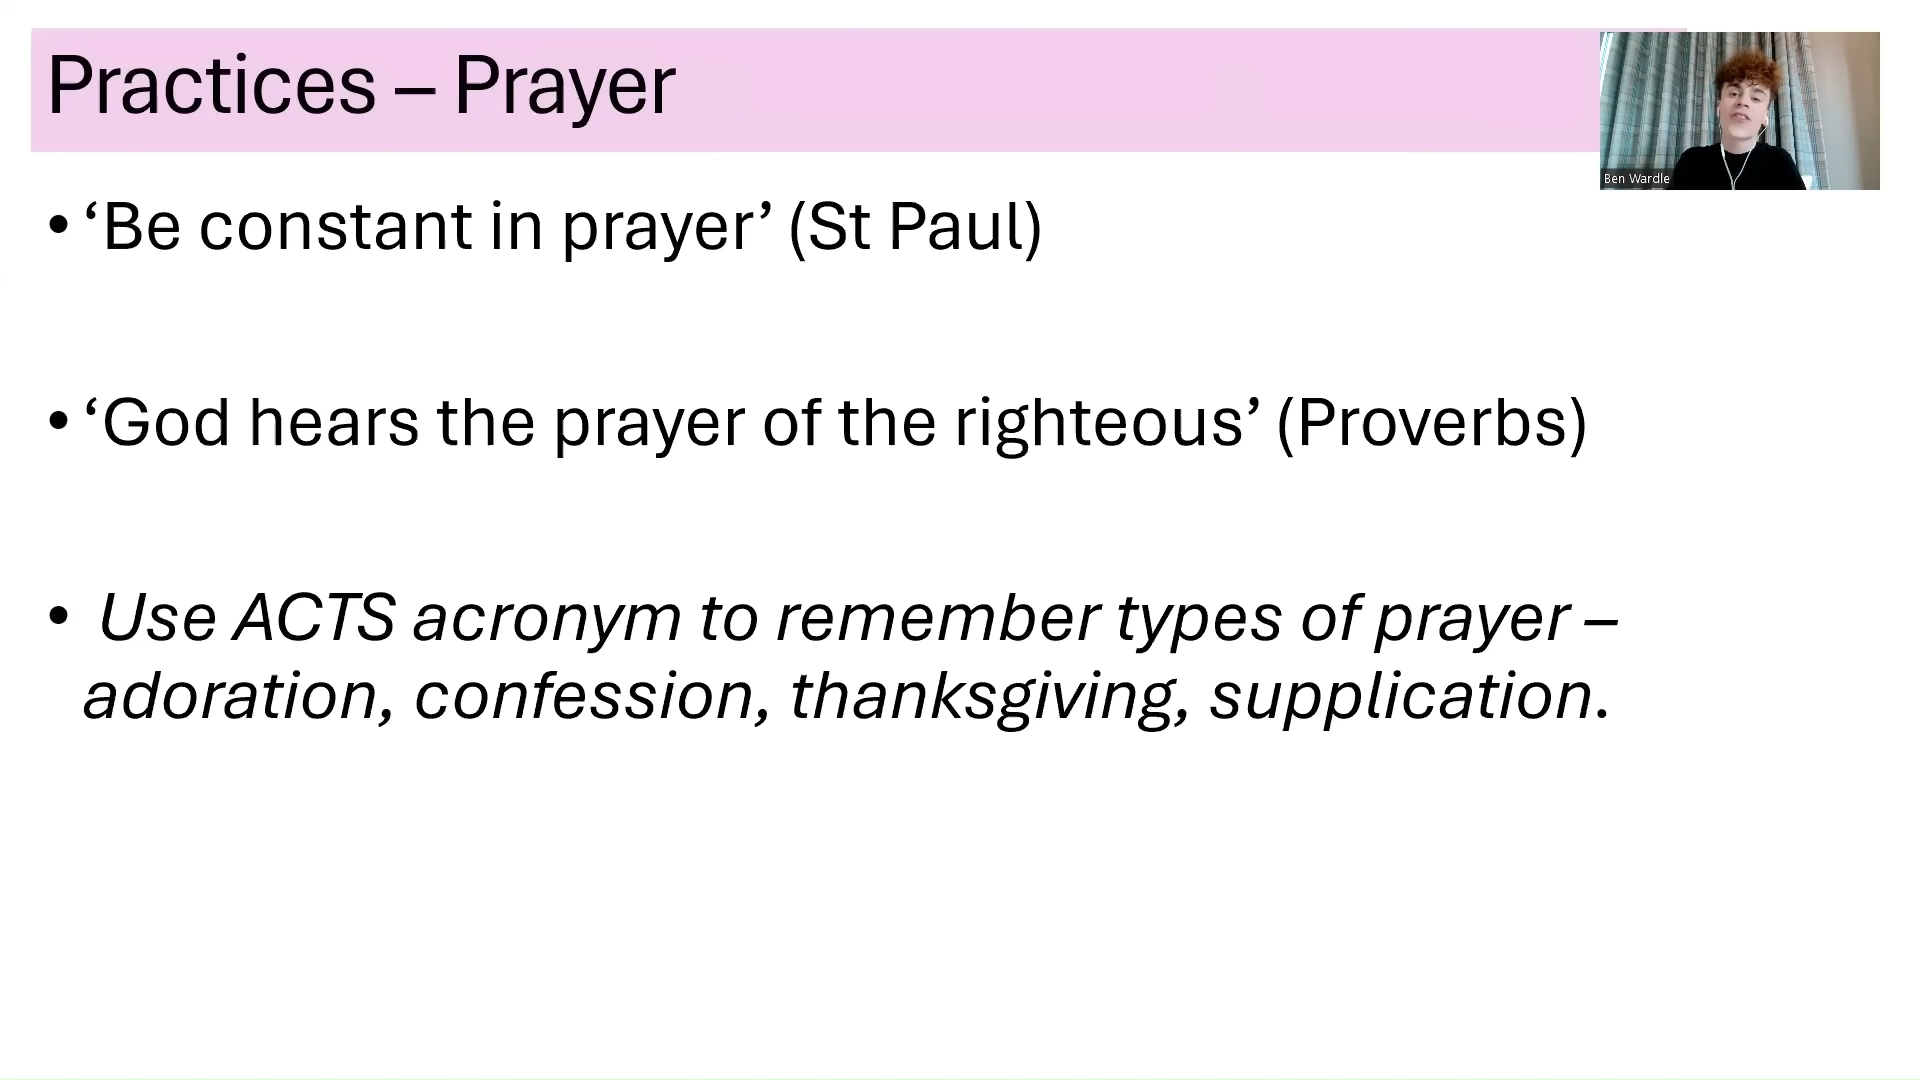 Practices – Prayer
Ben Wardle
• ‘Be constant in prayer’ (St Paul)
• ‘God hears the prayer of the righteous’ (Proverbs)
• Use ACTS acronym to remember types of prayer –
adoration, confession, thanksgiving, supplication.